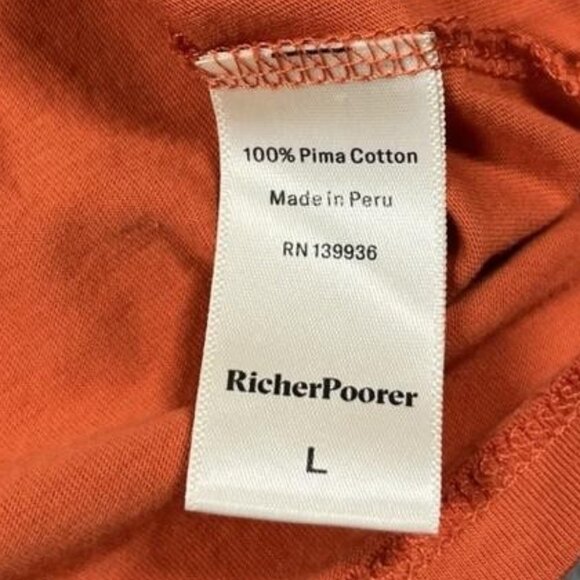 100% Pima Cotton
Made in Peru
RN 139936
RicherPoorer
L